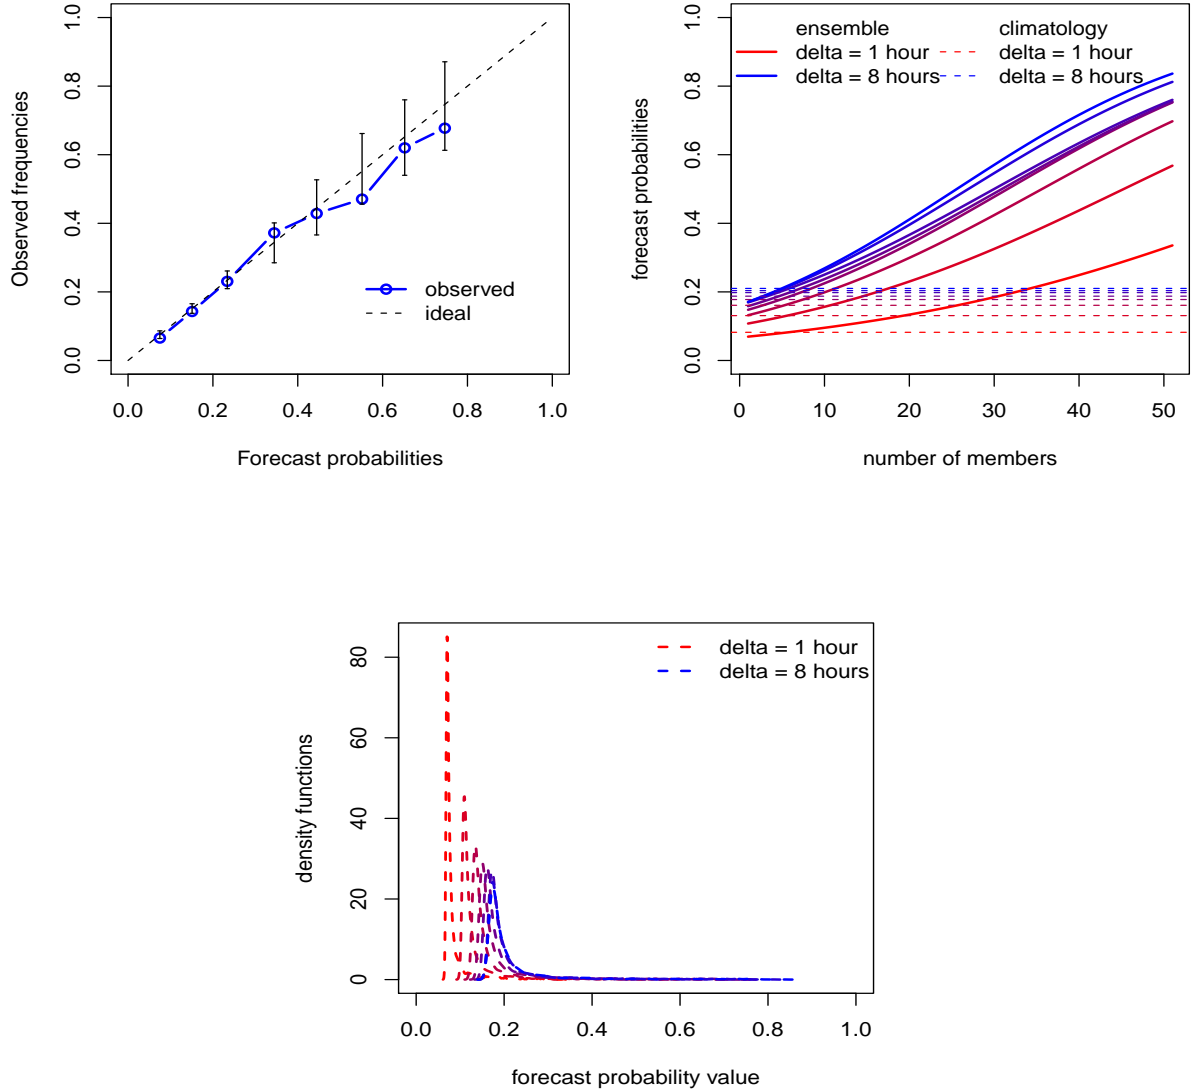 Observed frequencies
1.0
0.8
0.6
0.4
0.2
0.0
observed
ideal
0.0 0.2 0.4 0.6 0.8 1.0
Forecast probabilities
forecast probabilities
1.0
0.8
0.6
0.4
0.2
0.0
ensemble climatology
delta = 1 hour delta = 1 hour
delta = 8 hours delta = 8 hours
0 10 20 30 40 50
number of members
density functions
80
60
40
20
0
delta = 1 hour
delta = 8 hours
0.0 0.2 0.4 0.6 0.8 1.0
forecast probability value